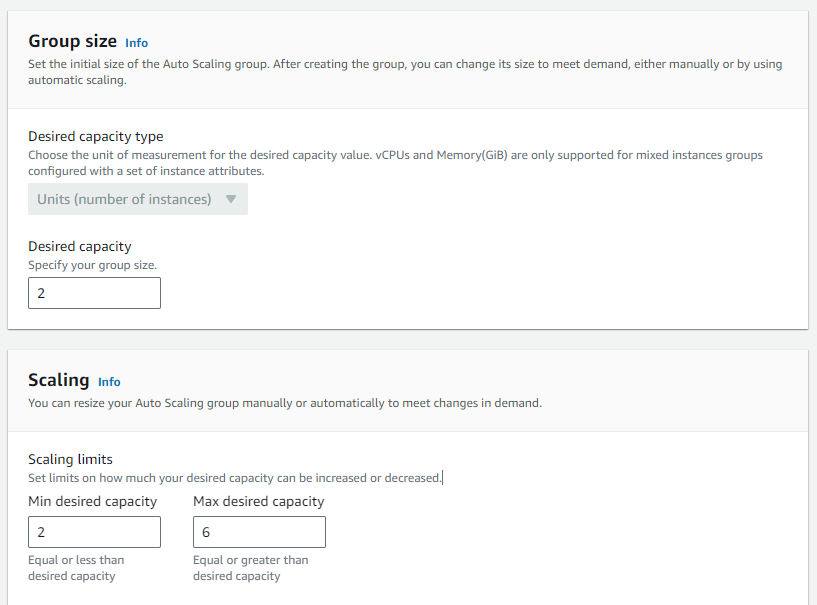 Group size Info
Set the initial size of the Auto Scaling group. After creating the group, you can change its size to meet demand, either manually or by using
automatic scaling.
Desired capacity type
Choose the unit of measurement for the desired capacity value. vCPUs and Memory(GiB) are only supported for mixed instances groups
configured with a set of instance attributes.
Units (number of instances)
Desired capacity
Specify your group size.
2
Scaling Info
You can resize your Auto Scaling group manually or automatically to meet changes in demand.
Scaling limits
Set limits on how much your desired capacity can be increased or decreased.
Min desired capacity Max desired capacity
2 6
Equal or less than Equal or greater than
desired capacity desired capacity